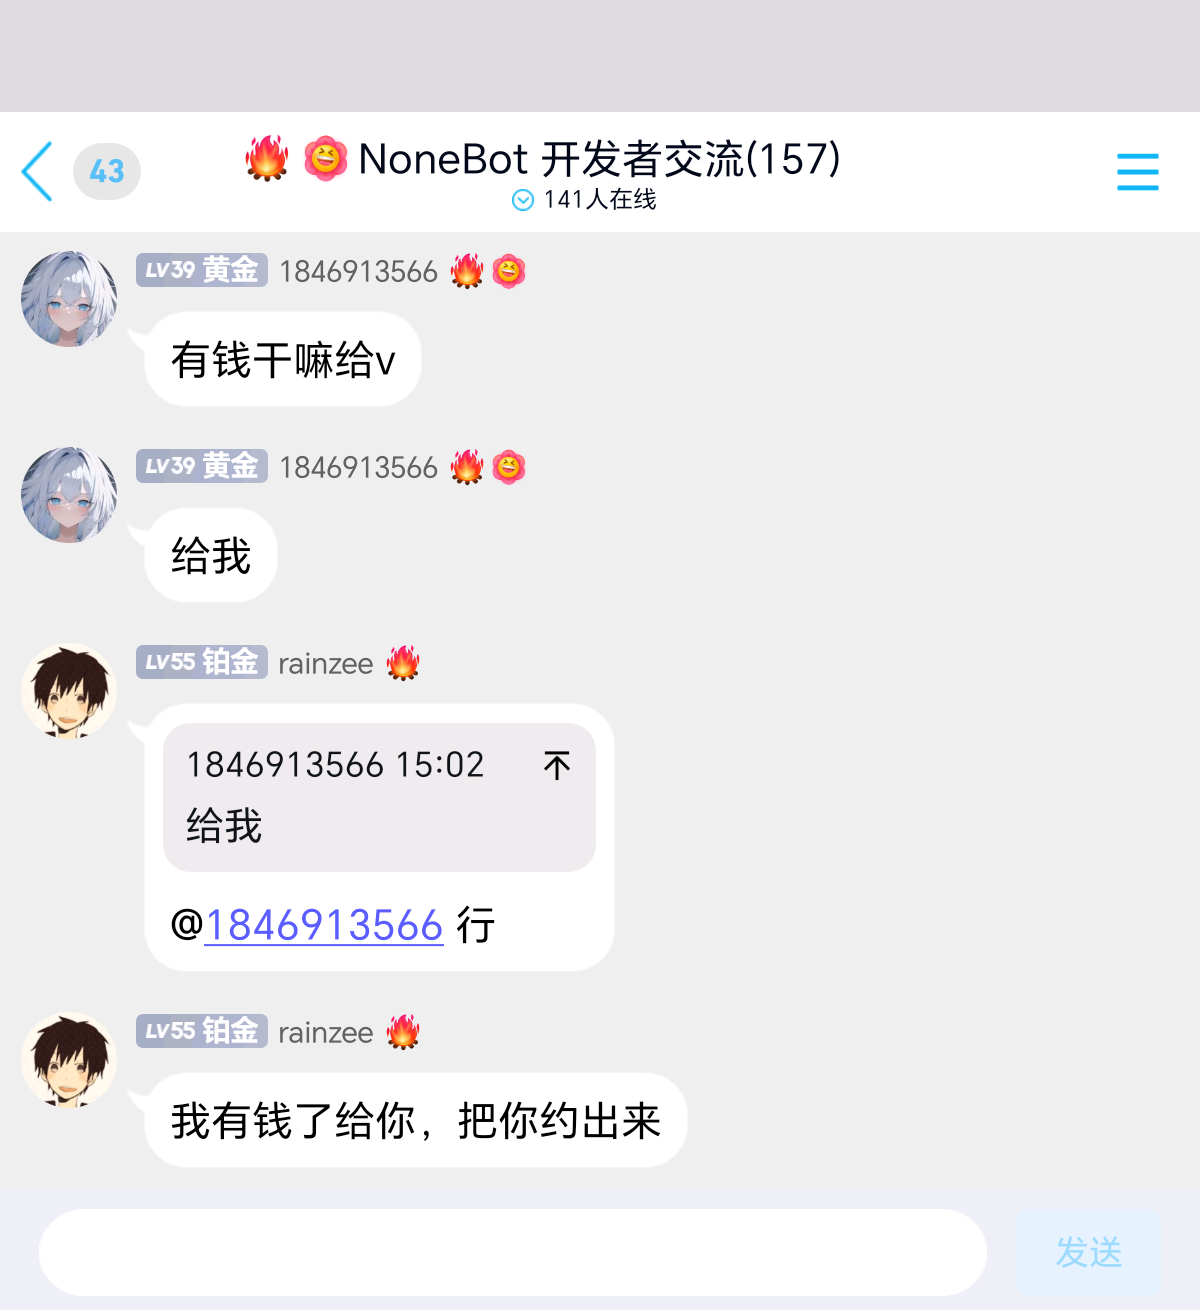 43
NoneBot 开发者交流(157)
141人在线
LV39 黄金 1846913566
有钱干嘛给v
LV39 黄金 1846913566
给我
LV55 铂金 rainzee
1846913566 15:02
给我
@1846913566 行
LV55 铂金 rainzee
我有钱了给你，把你约出来
发送